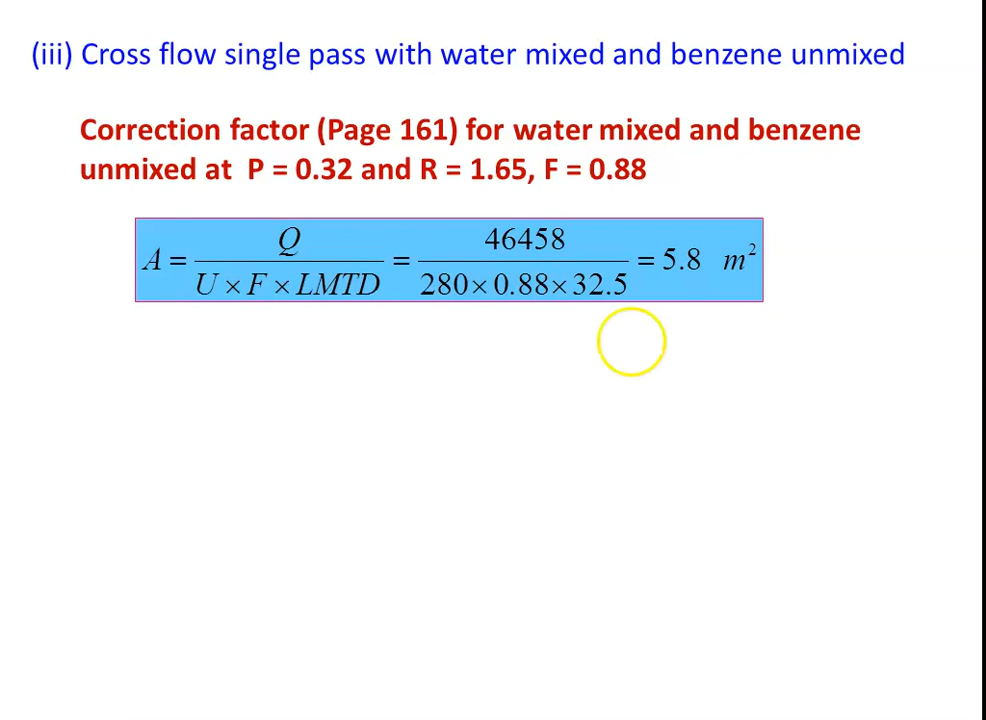 (iii) Cross flow single pass with water mixed and benzene unmixed
Correction factor (Page 161) for water mixed and benzene
unmixed at P = 0.32 and R = 1.65, F = 0.88
A = Q / (U × F × LMTD) = 46458 / (280 × 0.88 × 32.5) = 5.8 m²